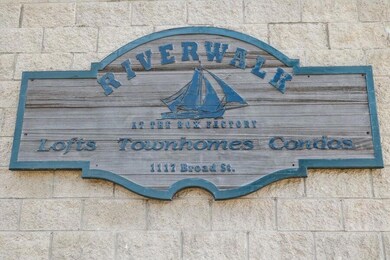 RIVERWALK
AT THE BOX FACTORY
Lofts Townhomes Condos
1117 Broad St.